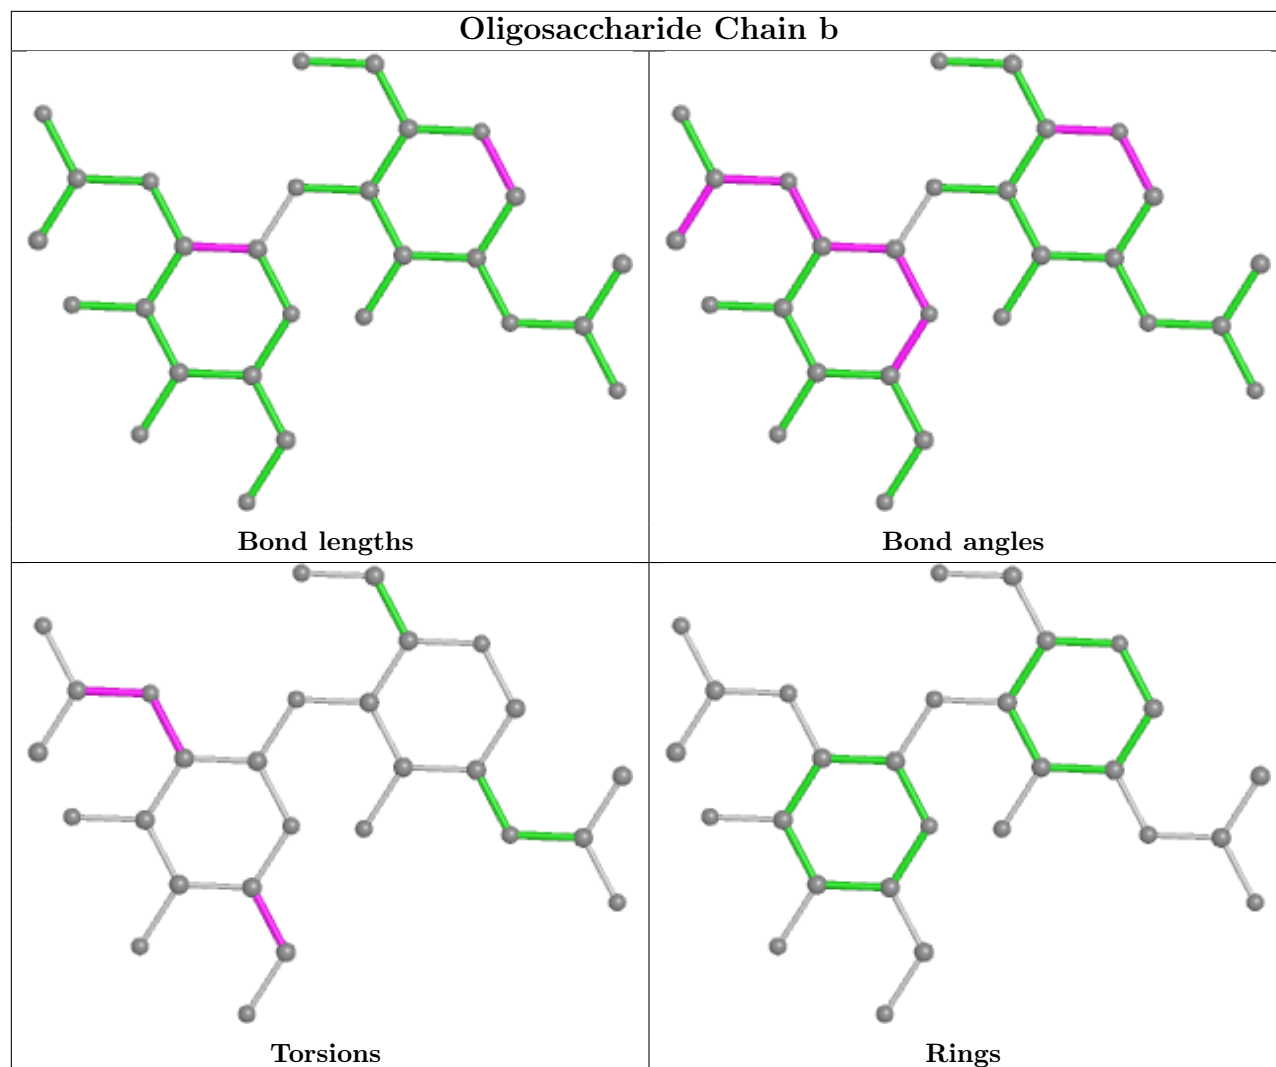 Oligosaccharide Chain b
Bond lengths
Bond angles
Torsions
Rings